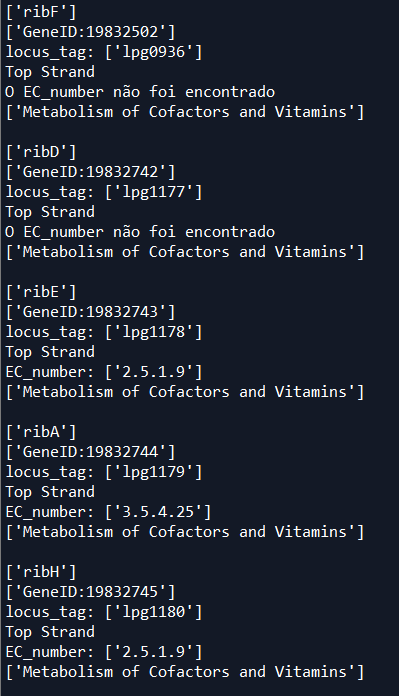 ['ribF']
['GeneID:19832502']
locus_tag: ['lpg0936']
Top Strand
O EC_number não foi encontrado
['Metabolism of Cofactors and Vitamins']
['ribD']
['GeneID:19832742']
locus_tag: ['lpg1177']
Top Strand
O EC_number não foi encontrado
['Metabolism of Cofactors and Vitamins']
['ribE']
['GeneID:19832743']
locus_tag: ['lpg1178']
Top Strand
EC_number: ['2.5.1.9']
['Metabolism of Cofactors and Vitamins']
['ribA']
['GeneID:19832744']
locus_tag: ['lpg1179']
Top Strand
EC_number: ['3.5.4.25']
['Metabolism of Cofactors and Vitamins']
['ribH']
['GeneID:19832745']
locus_tag: ['lpg1180']
Top Strand
EC_number: ['2.5.1.9']
['Metabolism of Cofactors and Vitamins']